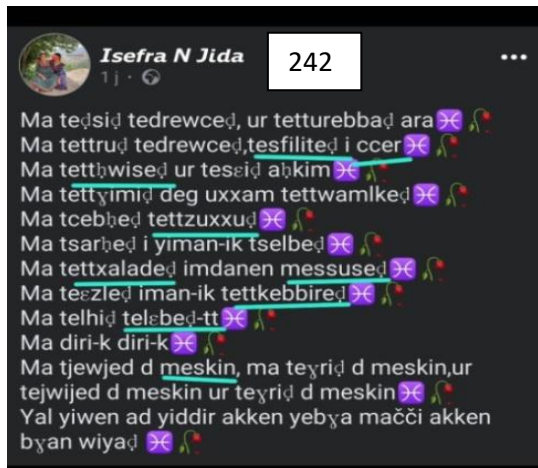 Isefra N Jida
242
1 j ·
Ma teḍsiḍ tedrewceḍ, ur tetturebbaḍ ara♓🥀
Ma tettruḍ tedrewceḍ,tesfiliteḍ i ccer♓🥀
Ma tettḥwiseḍ ur tesɛiḍ aḥkim♓🥀
Ma tettɣimiḍ deg uxxam tettwamlkeḍ♓🥀
Ma tcebḥeḍ tettzuxxuḍ♓🥀
Ma tsarḥeḍ i yiman-ik tselbeḍ♓🥀
Ma tettxaladeḍ imdanen messuseḍ♓🥀
Ma teɛzleḍ iman-ik tettkebbireḍ♓🥀
Ma telhiḍ telɛbeḍ-tt♓🥀
Ma diri-k diri-k♓🥀
Ma tjewjed d meskin, ma teɣriḍ d meskin,ur
tejwijed d meskin ur teɣriḍ d meskin♓🥀
Yal yiwen ad yiddir akken yebɣa mačči akken
bɣan wiyaḍ ♓🥀